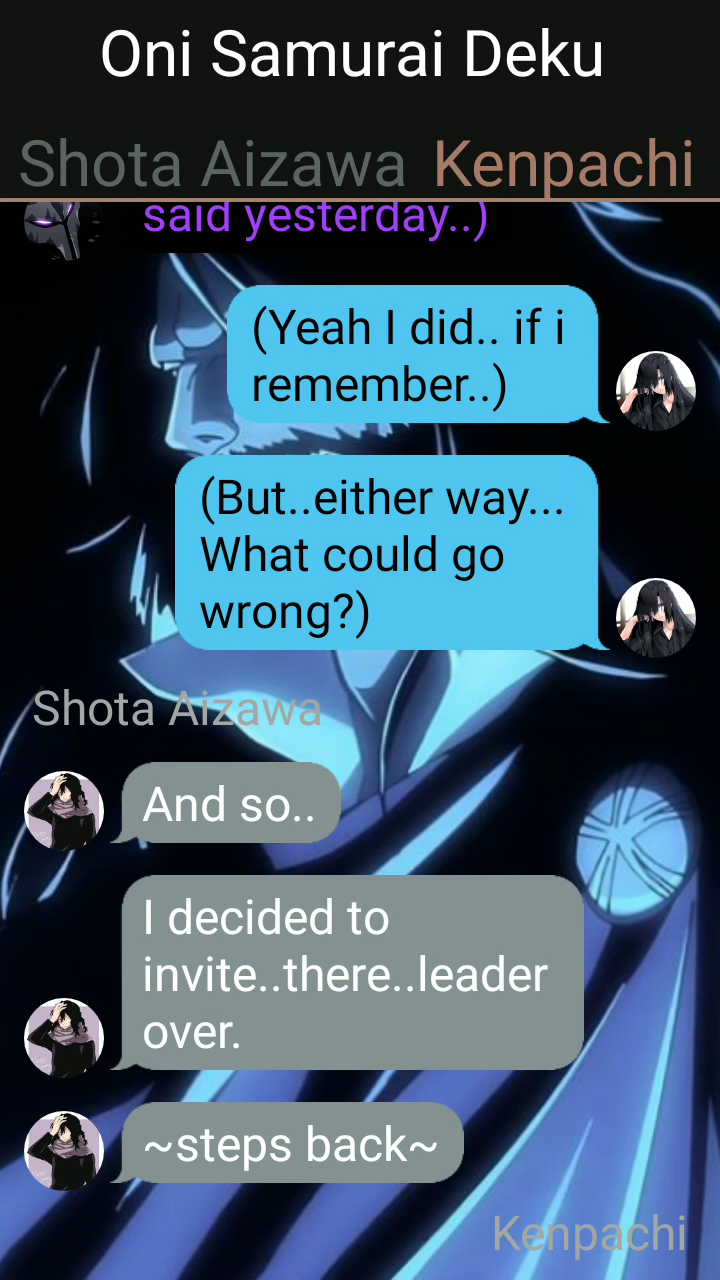 Oni Samurai Deku
Shota Aizawa Kenpachi
said yesterday..)
(Yeah I did.. if i
remember..)
(But..either way...
What could go
wrong?)
Shota Aizawa
And so..
I decided to
invite..there..leader
over.
~steps back~
Kenpachi